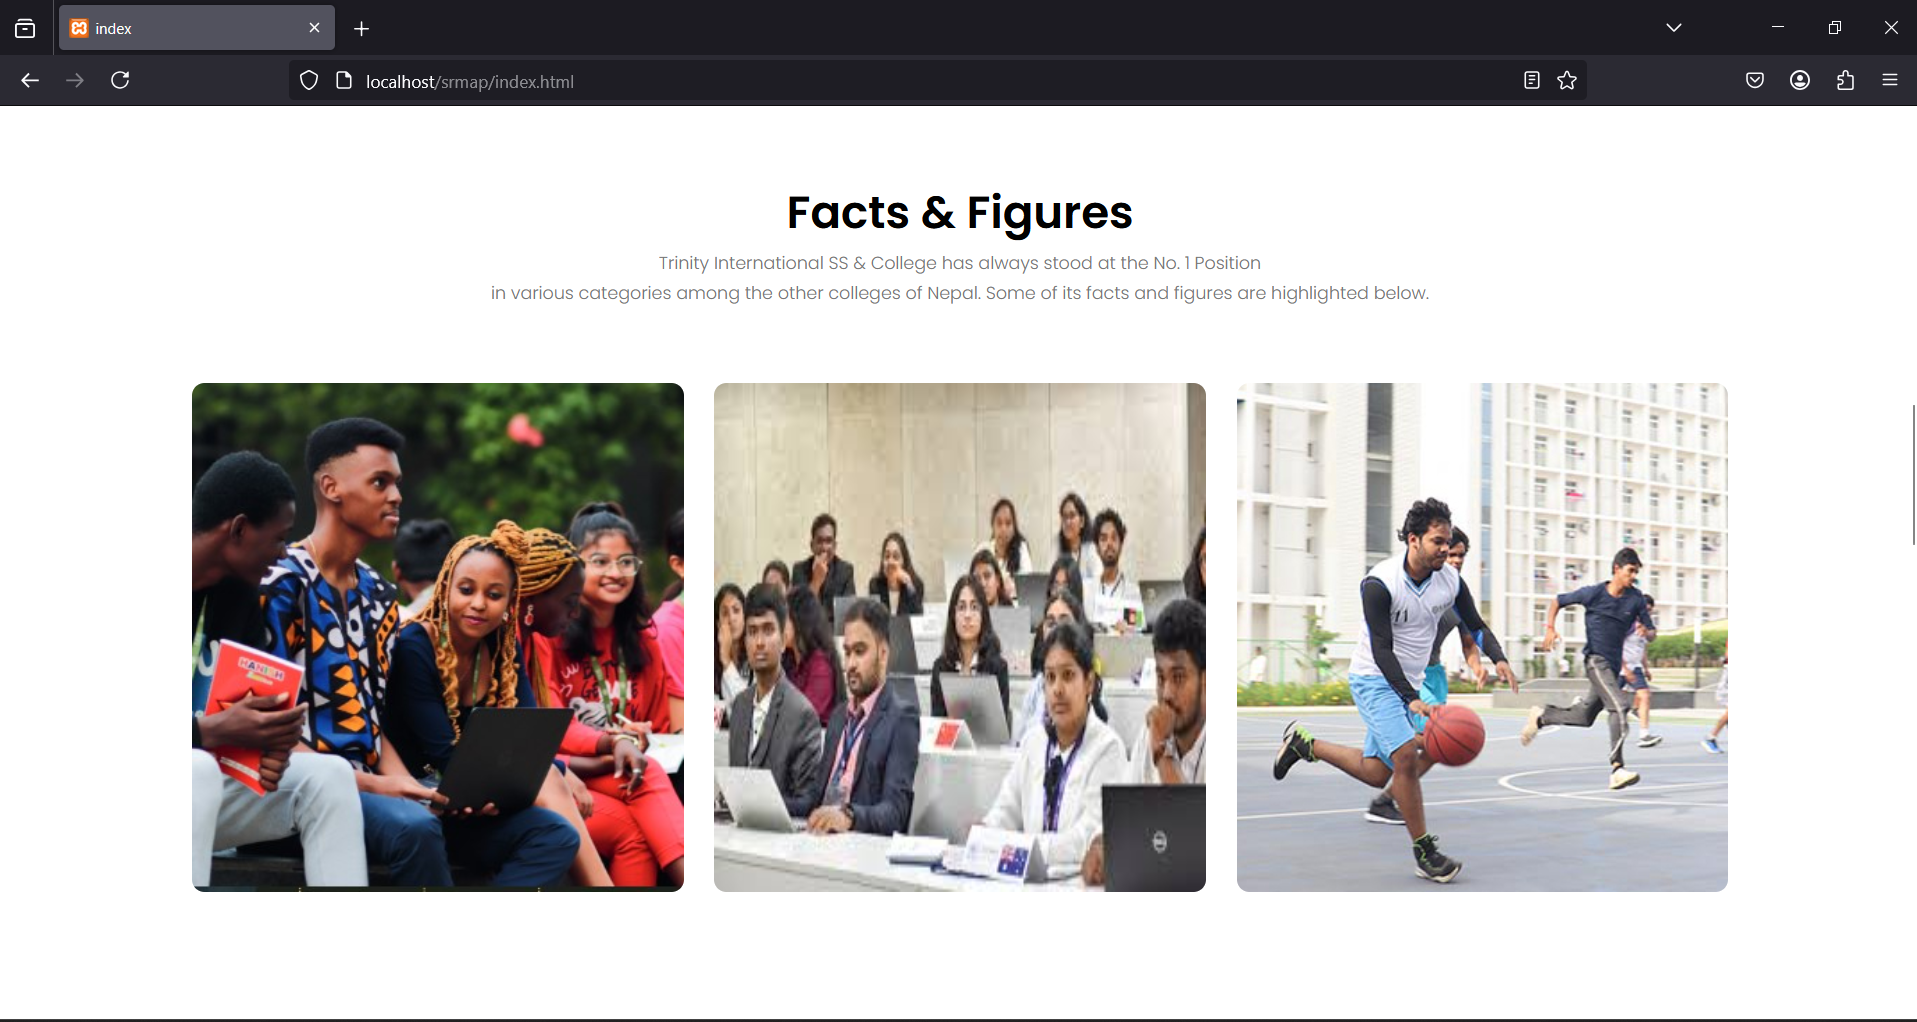 index
localhost/srmap/index.html
Facts & Figures
Trinity International SS & College has always stood at the No. 1 Position
in various categories among the other colleges of Nepal. Some of its facts and figures are highlighted below.
11